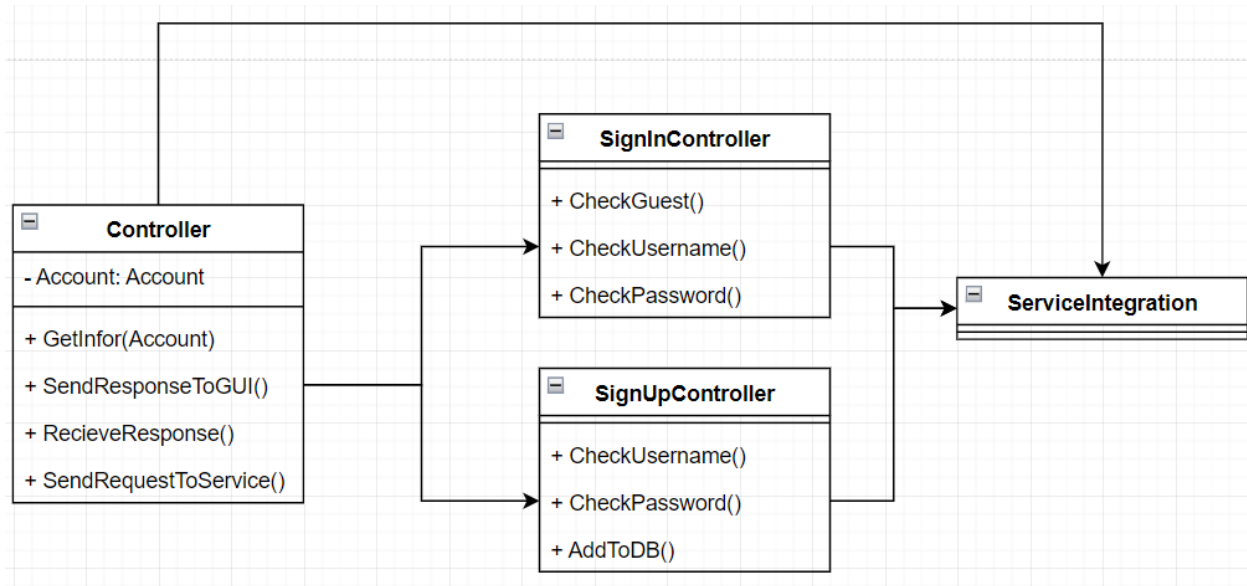 Controller
- Account: Account
+ GetInfor(Account)
+ SendResponseToGUI()
+ RecieveResponse()
+ SendRequestToService()
SignInController
+ CheckGuest()
+ CheckUsername()
+ CheckPassword()
SignUpController
+ CheckUsername()
+ CheckPassword()
+ AddToDB()
ServiceIntegration